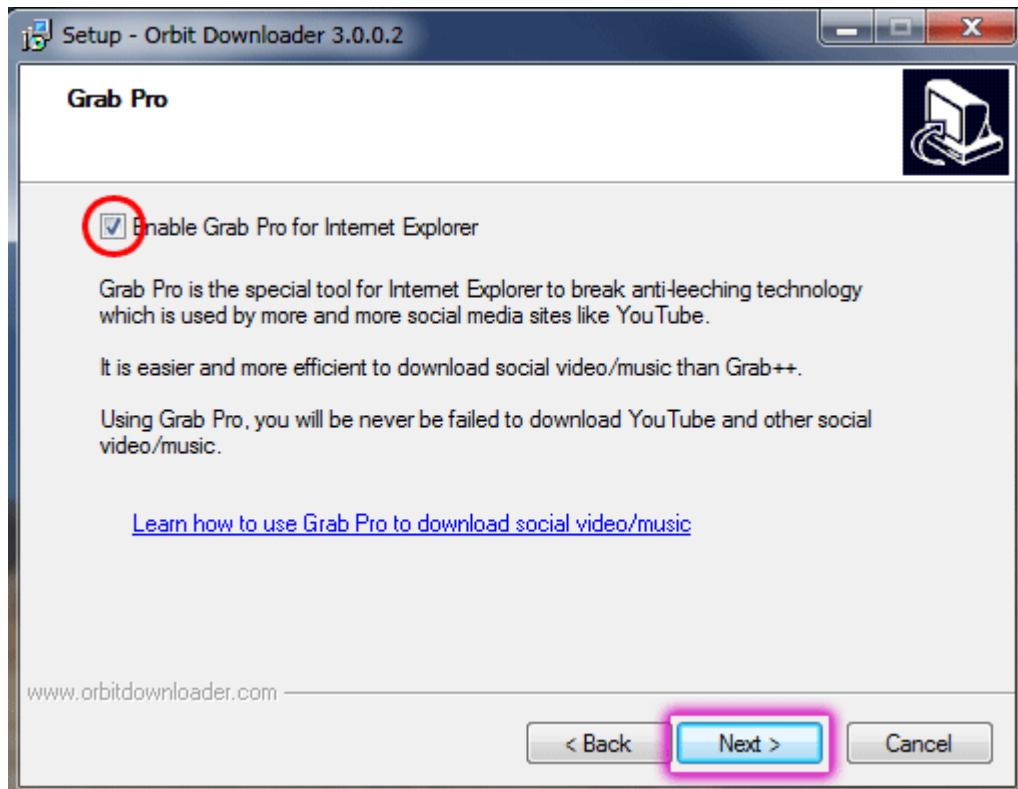 Setup - Orbit Downloader 3.0.0.2
Grab Pro
Enable Grab Pro for Internet Explorer
Grab Pro is the special tool for Internet Explorer to break anti-leeching technology
which is used by more and more social media sites like YouTube.
It is easier and more efficient to download social video/music than Grab++.
Using Grab Pro, you will be never be failed to download YouTube and other social
video/music.
Learn how to use Grab Pro to download social video/music
www.orbitdownloader.com
< Back Next > Cancel